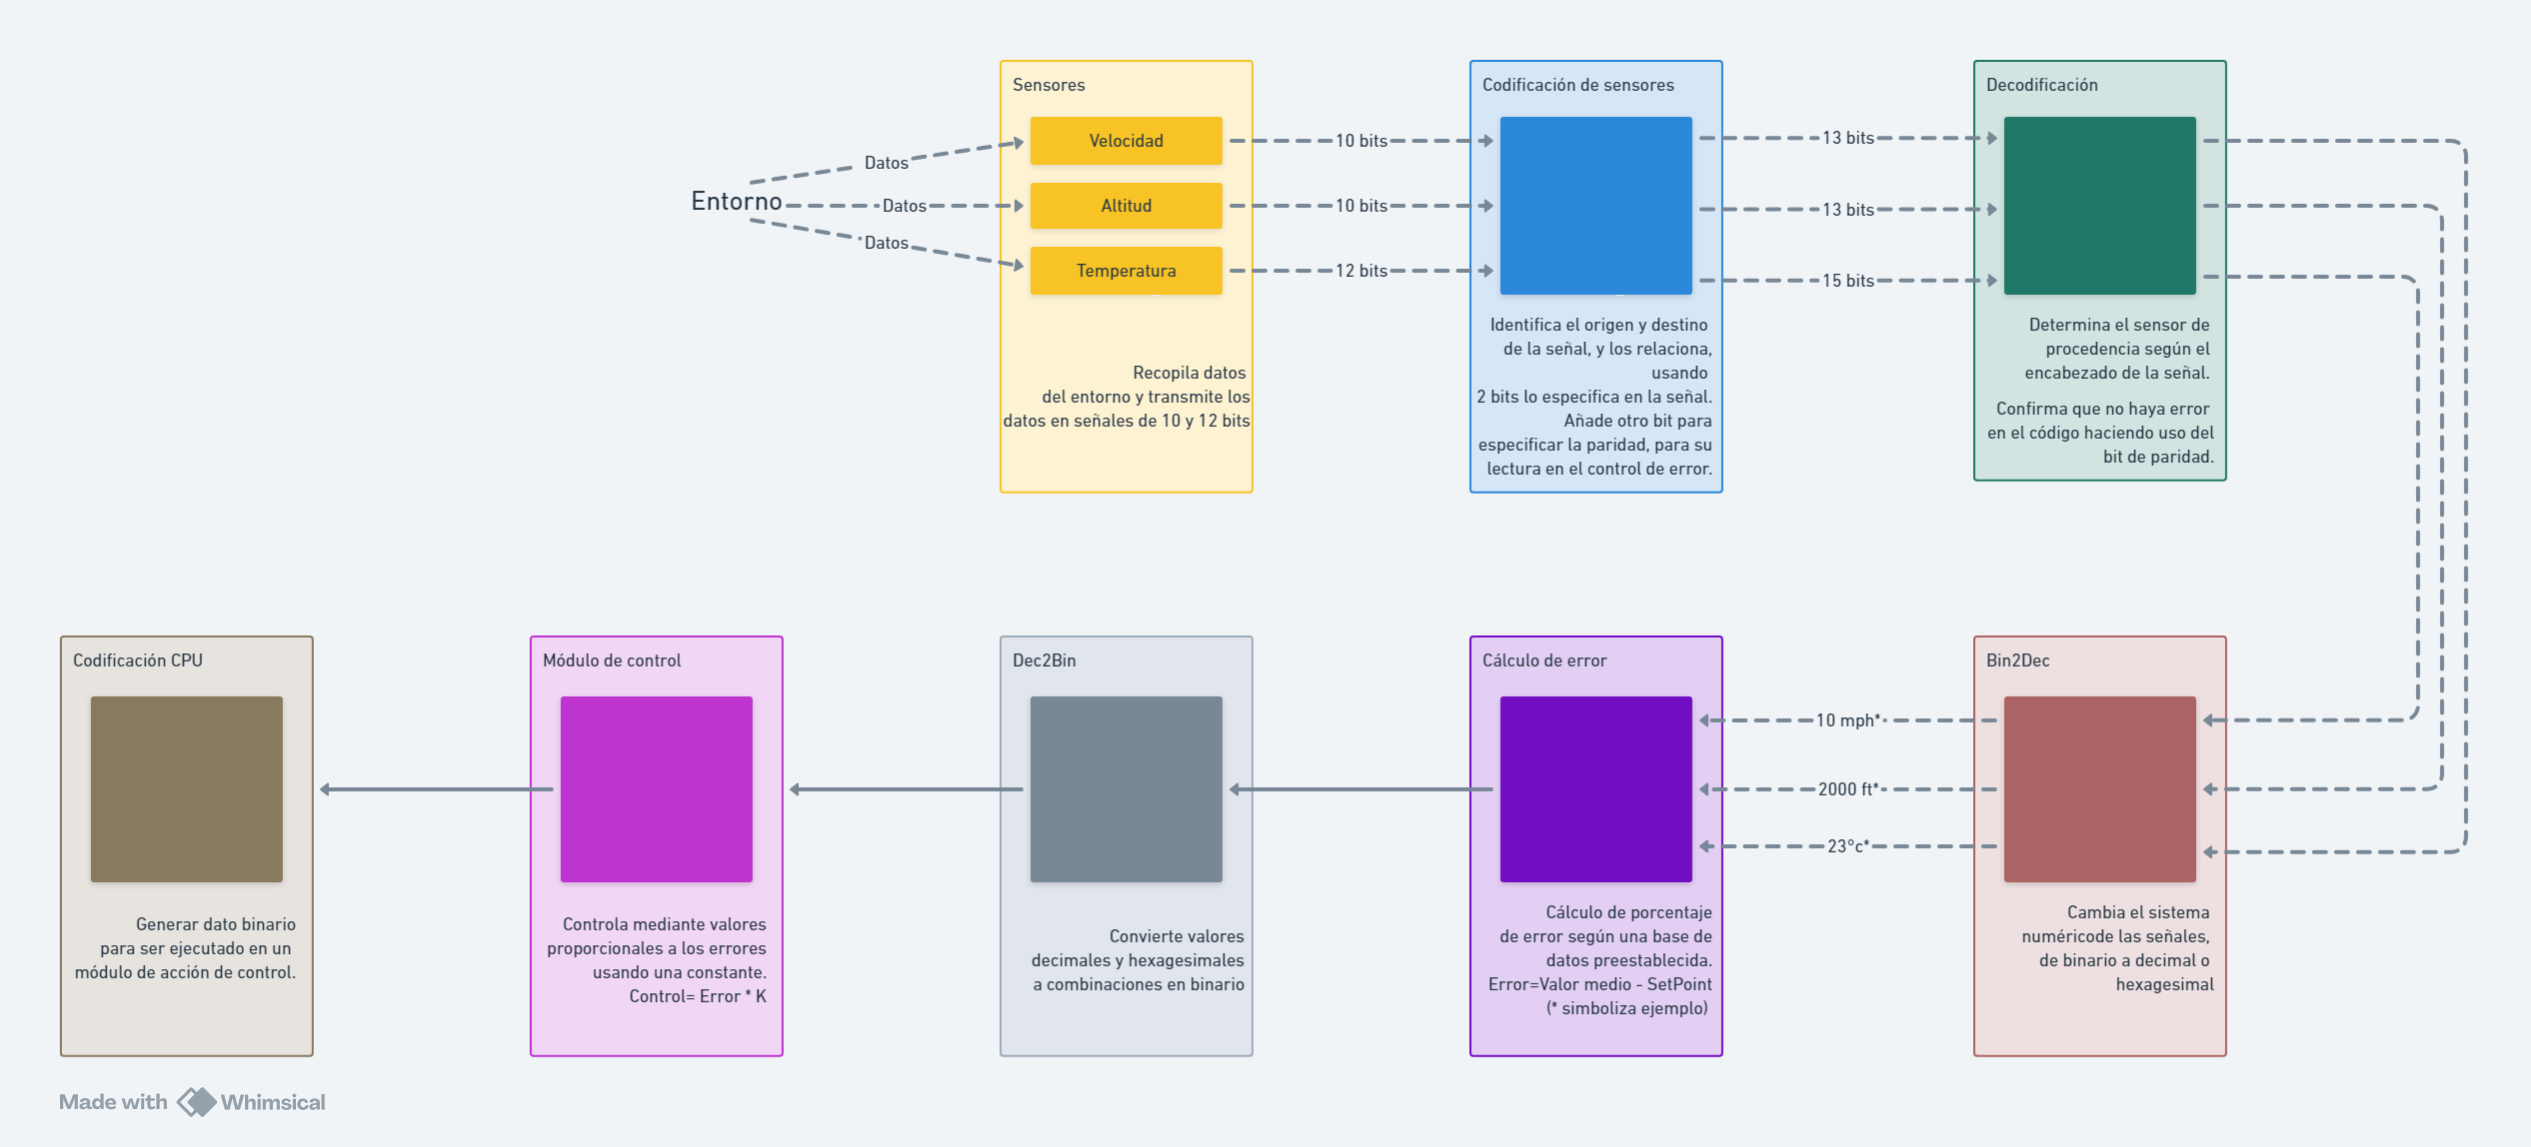 Entorno
Datos
Datos
Datos
Sensores
Velocidad
Altitud
Temperatura
Recopila datos
del entorno y transmite los
datos en señales de 10 y 12 bits
10 bits
10 bits
12 bits
Codificación de sensores
Identifica el origen y destino
de la señal, y los relaciona,
usando
2 bits lo especifica en la señal.
Añade otro bit para
especificar la paridad, para su
lectura en el control de error.
13 bits
13 bits
15 bits
Decodificación
Determina el sensor de
procedencia según el
encabezado de la señal.
Confirma que no haya error
en el código haciendo uso del
bit de paridad.
Bin2Dec
Cambia el sistema
numéricode las señales,
de binario a decimal o
hexagesimal
10 mph*
2000 ft*
23°c*
Cálculo de error
Cálculo de porcentaje
de error según una base de
datos preestablecida.
Error=Valor medio - SetPoint
(* simboliza ejemplo)
Dec2Bin
Convierte valores
decimales y hexagesimales
a combinaciones en binario
Módulo de control
Controla mediante valores
proporcionales a los errores
usando una constante.
Control= Error * K
Codificación CPU
Generar dato binario
para ser ejecutado en un
módulo de acción de control.
Made with Whimsical